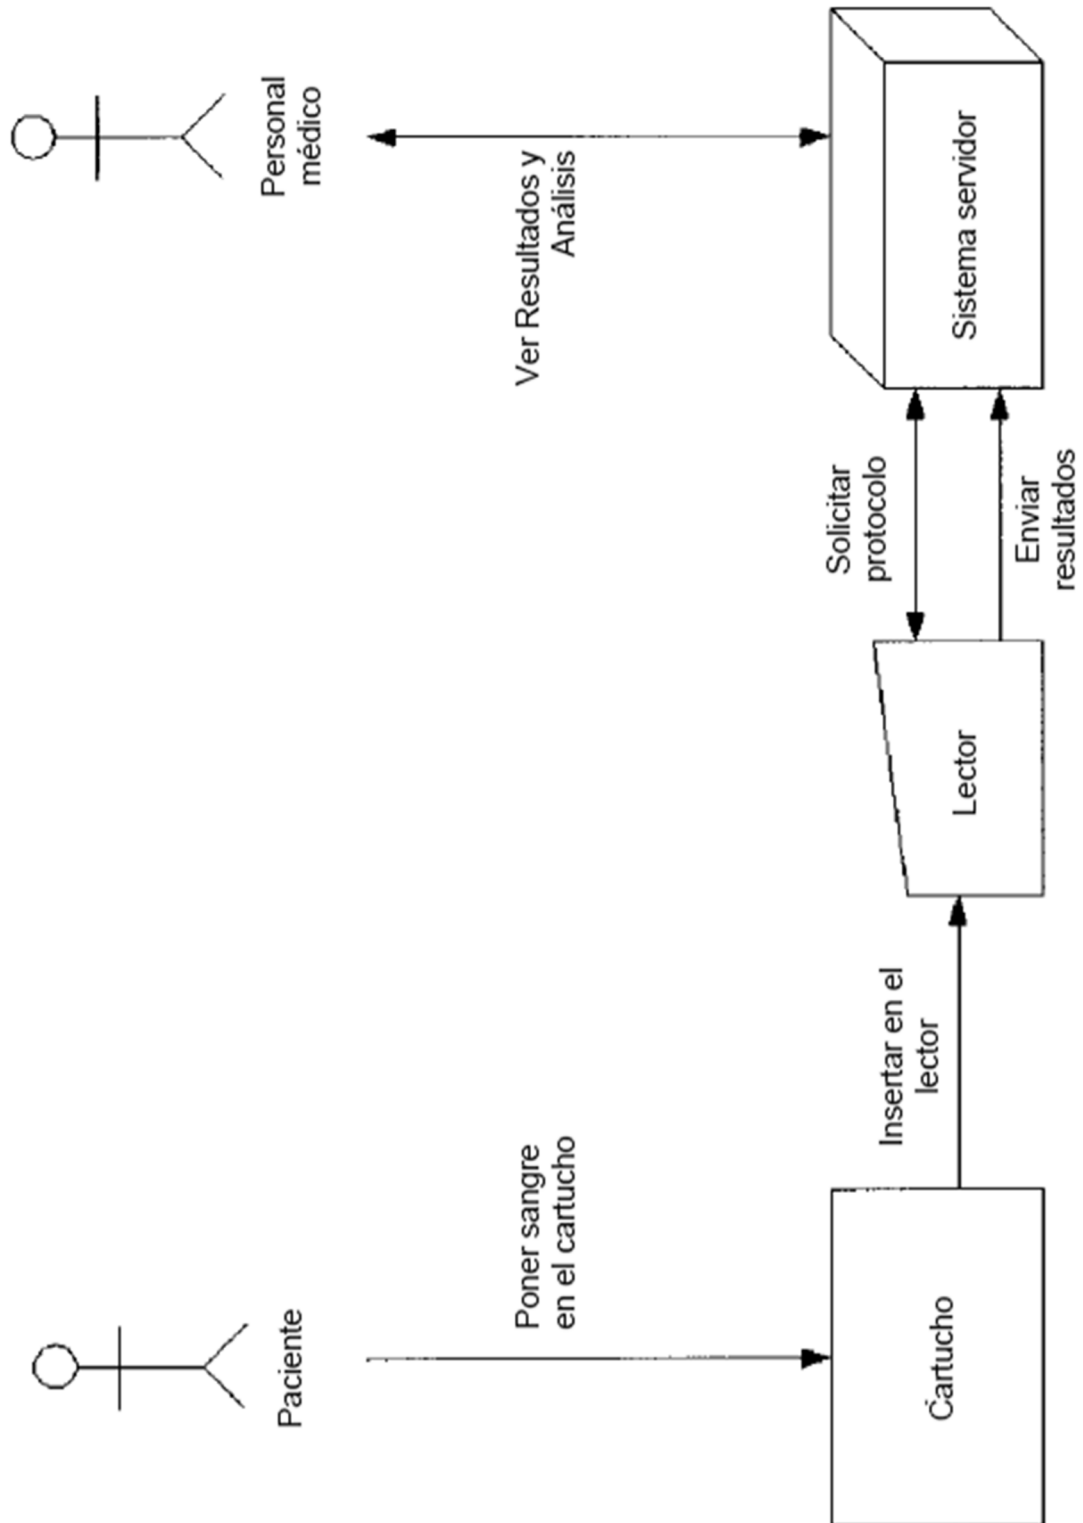 Paciente
Personal
médico
Poner sangre
en el cartucho
Ver Resultados y
Análisis
Cartucho
Insertar en el
lector
Lector
Solicitar
protocolo
Enviar
resultados
Sistema servidor